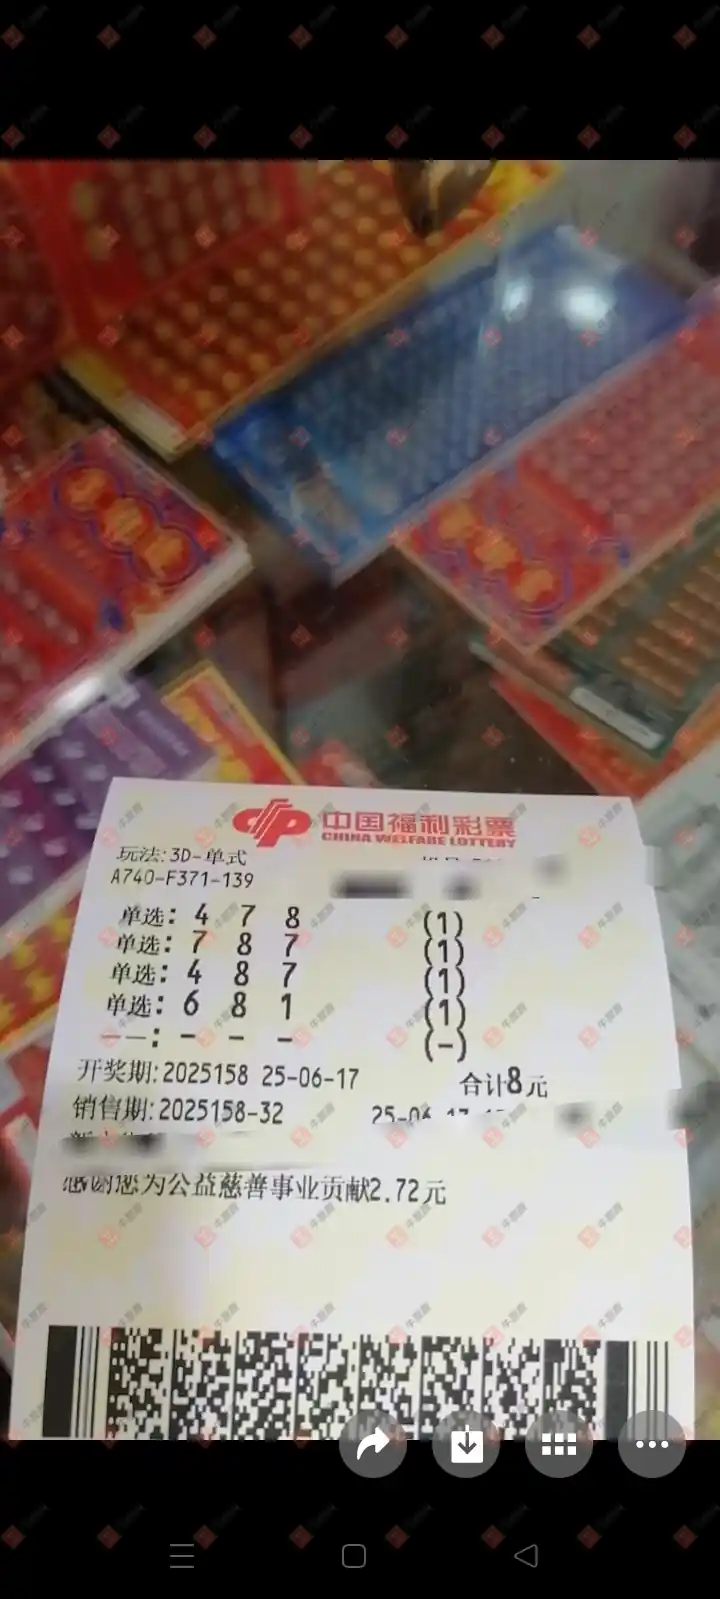 中国福利彩票
CHINA WELFARE LOTTERY
玩法:3D-单式
A740-F371-139
单选: 4 7 8 (1)
单选: 7 8 7 (1)
单选: 4 8 7 (1)
单选: 6 8 1 (1)
——: - - - (-)
开奖期:2025158 25-06-17 合计8元
销售期:2025158-32 25-06-17
感谢您为公益慈善事业贡献2.72元